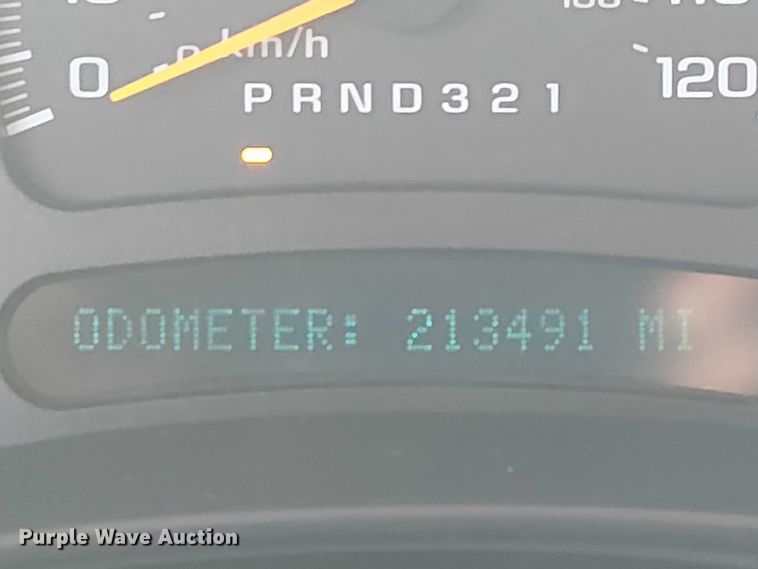 0 km/h 120
PRND321
ODOMETER: 213491 MI
Purple Wave Auction